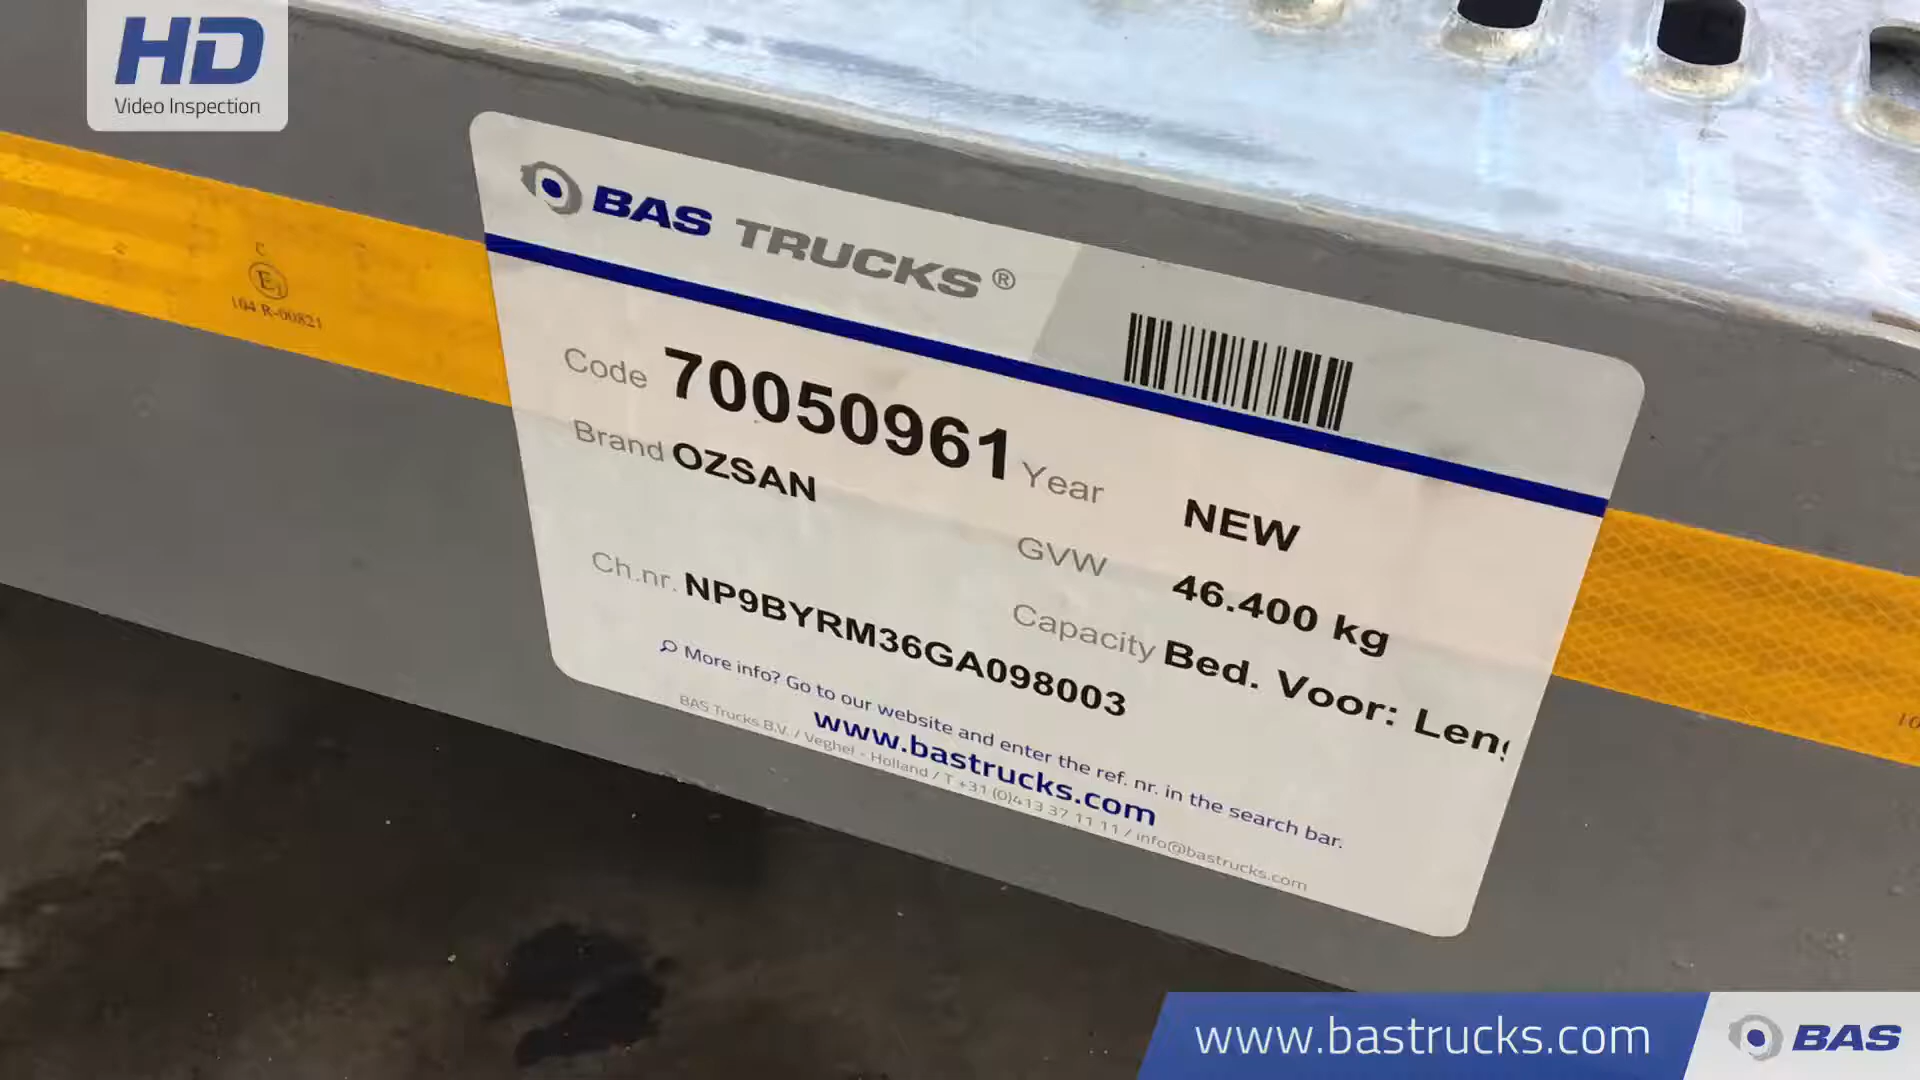 HD
Video Inspection
E1
104 R-00821
BAS TRUCKS®
Code 70050961
Year NEW
Brand OZSAN
GVW 46.400 kg
Ch.nr. NP9BYRM36GA098003
Capacity Bed. Voor: Leng
More info? Go to our website and enter the ref. nr. in the search bar.
www.bastrucks.com
BAS Trucks B.V. / Veghel - Holland / T +31 (0)413 37 11 11 / info@bastrucks.com
www.bastrucks.com
BAS